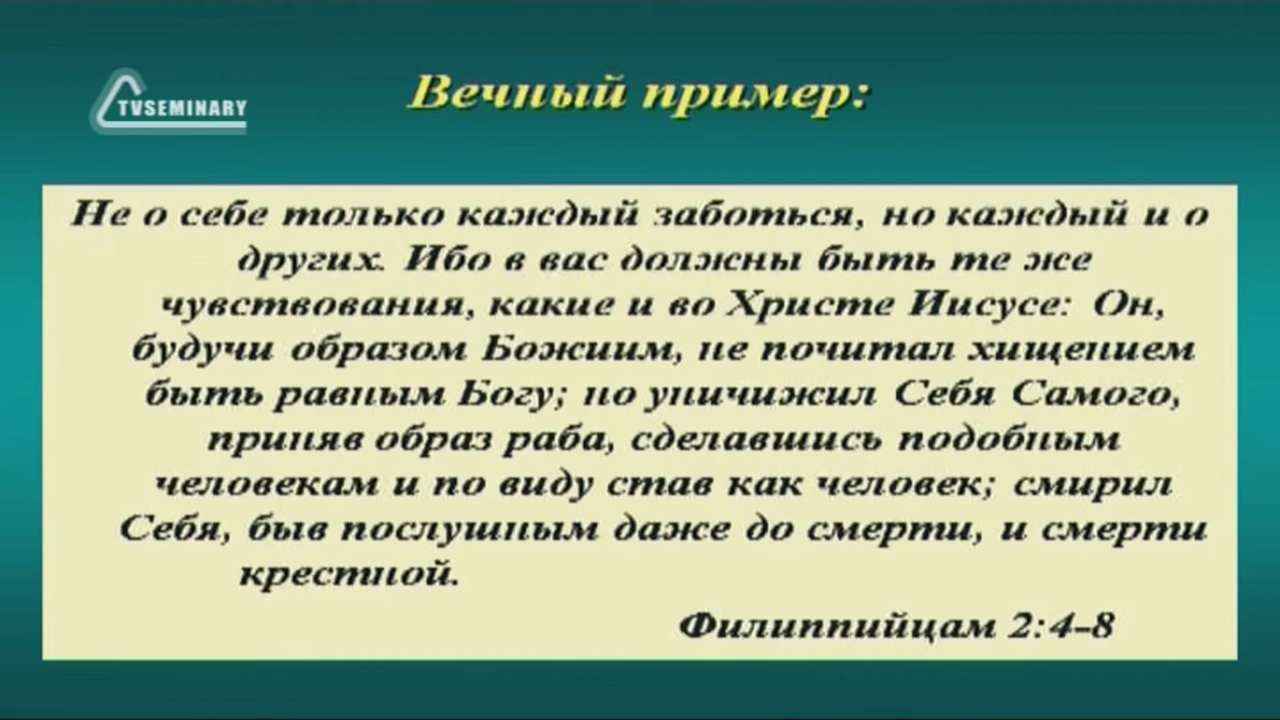 Вечный пример:
TVSEMINARY
Не о себе только каждый заботься, но каждый и о
других. Ибо в вас должны быть те же
чувствования, какие и во Христе Иисусе: Он,
будучи образом Божиим, не почитал хищением
быть равным Богу; но уничижил Себя Самого,
приняв образ раба, сделавшись подобным
человекам и по виду став как человек; смирил
Себя, быв послушным даже до смерти, и смерти
крестной.
Филиппийцам 2:4-8